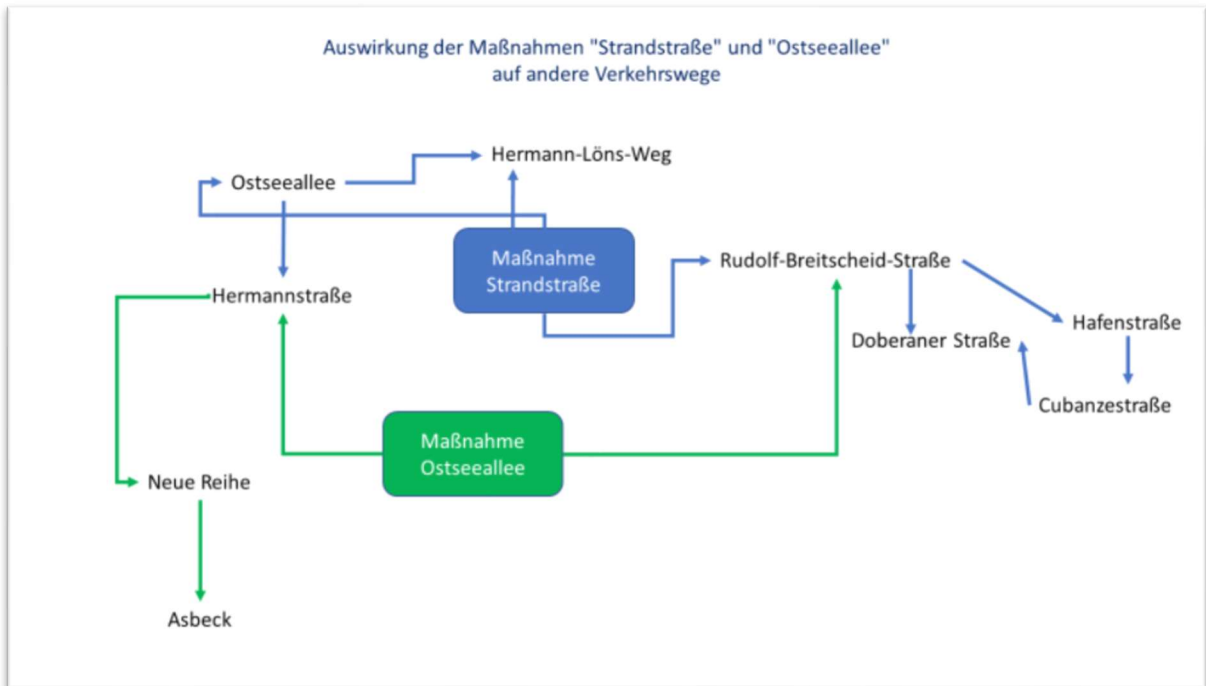 Auswirkung der Maßnahmen "Strandstraße" und "Ostseeallee"
auf andere Verkehrswege
Hermann-Löns-Weg
Ostseeallee
Maßnahme
Strandstraße
Rudolf-Breitscheid-Straße
Hermannstraße
Hafenstraße
Doberaner Straße
Cubanzestraße
Maßnahme
Ostseeallee
Neue Reihe
Asbeck